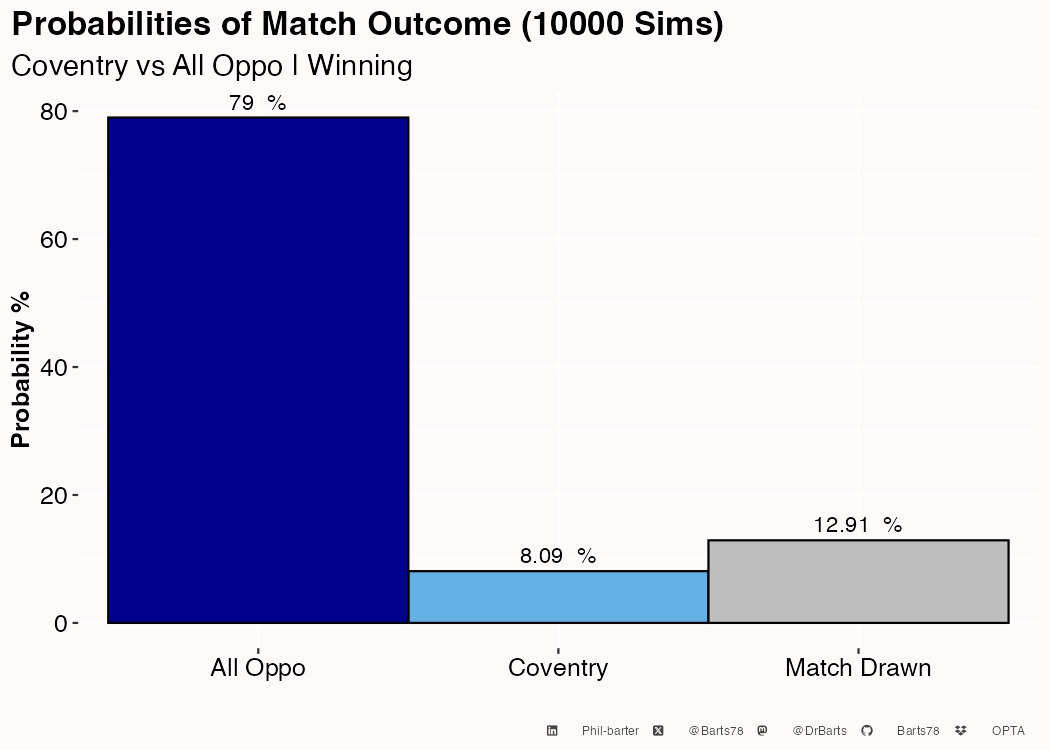 Probabilities of Match Outcome (10000 Sims)
Coventry vs All Oppo | Winning
79 %
80
60
Probability %
40
20
12.91 %
8.09 %
0
All Oppo Coventry Match Drawn
Phil-barter @Barts78 @DrBarts Barts78 OPTA